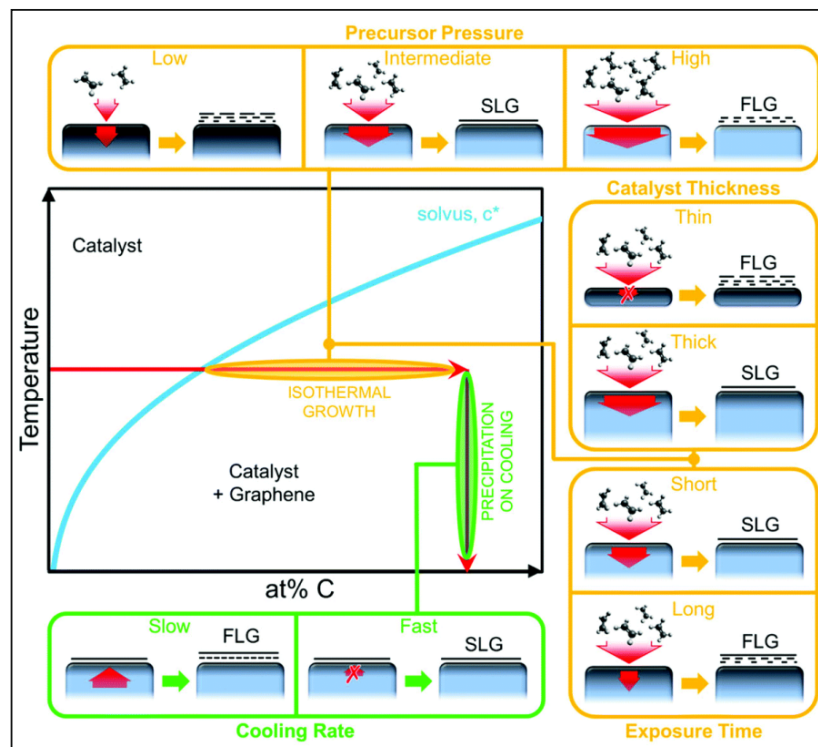 Precursor Pressure
Low
Intermediate
High
SLG
FLG
Catalyst
solvus, c*
Temperature
ISOTHERMAL
GROWTH
Catalyst
+ Graphene
PRECIPITATION
ON COOLING
at% C
Catalyst Thickness
Thin
FLG
Thick
SLG
Short
SLG
Long
FLG
Exposure Time
Slow
FLG
Fast
SLG
Cooling Rate